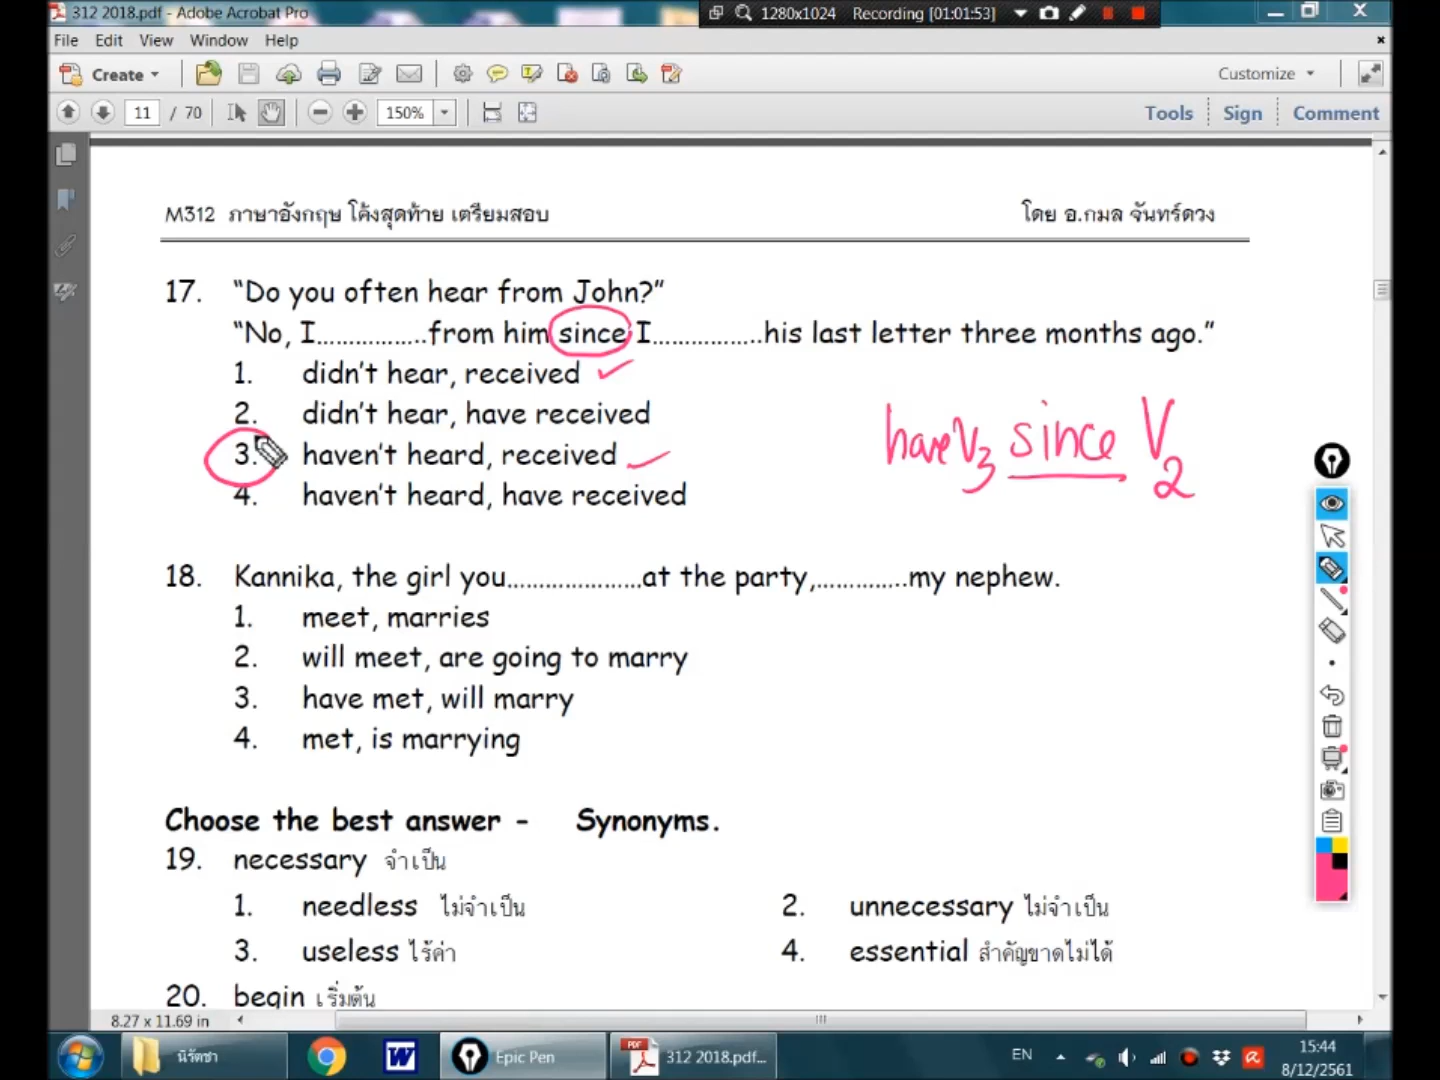 312 2018.pdf - Adobe Acrobat Pro
1280x1024 Recording [01:01:53]
File Edit View Window Help
Create Customize
11 / 70 150% Tools Sign Comment
M312 ภาษาอังกฤษ โค้งสุดท้าย เตรียมสอบ โดย อ.กมล จันทร์ดวง
17. “Do you often hear from John?”
“No, I................from him since I................his last letter three months ago.”
1. didn’t hear, received
2. didn’t hear, have received
3. haven’t heard, received
4. haven’t heard, have received
have V3 since V2
18. Kannika, the girl you....................at the party,.............my nephew.
1. meet, marries
2. will meet, are going to marry
3. have met, will marry
4. met, is marrying
Choose the best answer - Synonyms.
19. necessary จำเป็น
1. needless ไม่จำเป็น 2. unnecessary ไม่จำเป็น
3. useless ไร้ค่า 4. essential สำคัญขาดไม่ได้
20. begin เริ่มต้น
8.27 x 11.69 in
นิรัตชา Epic Pen 312 2018.pdf... EN 15:44
8/12/2561